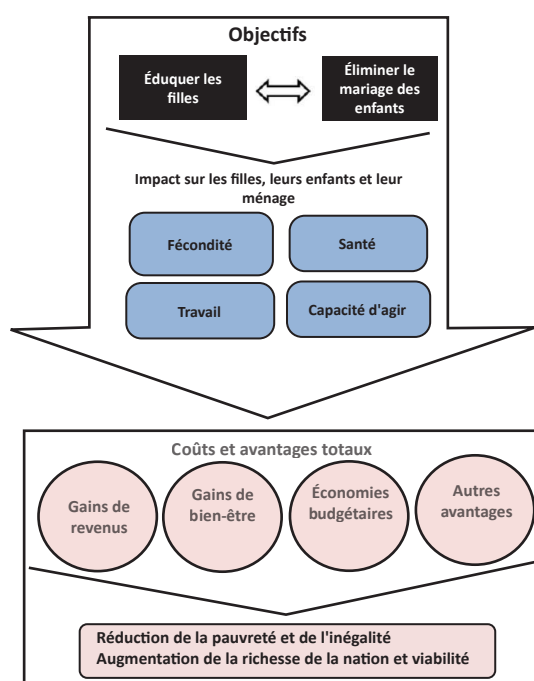 Objectifs
Éduquer les
filles
Éliminer le
mariage des
enfants
Impact sur les filles, leurs enfants et leur
ménage
Fécondité
Santé
Travail
Capacité d'agir
Coûts et avantages totaux
Gains de
revenus
Gains de
bien-être
Économies
budgétaires
Autres
avantages
Réduction de la pauvreté et de l'inégalité
Augmentation de la richesse de la nation et viabilité